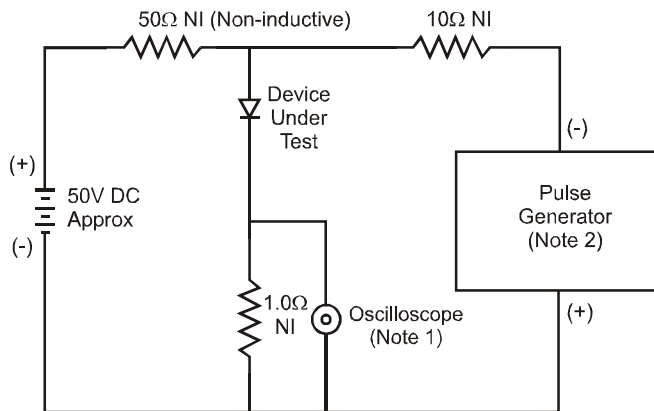 50Ω NI (Non-inductive)
10Ω NI
Device
Under
Test
(-)
(+)
50V DC
Approx
(-)
Pulse
Generator
(Note 2)
1.0Ω
NI
Oscilloscope
(Note 1)
(+)